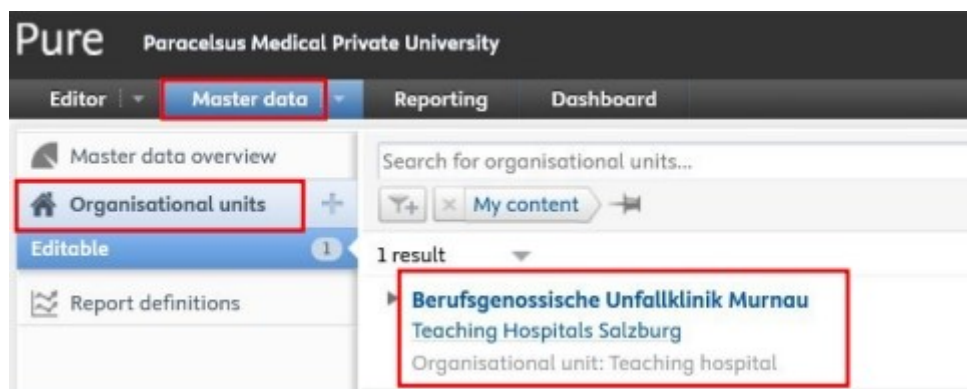 Pure Paracelsus Medical Private University
Editor Master data Reporting Dashboard
Master data overview
Organisational units
Editable 1
Report definitions
Search for organisational units...
My content
1 result
Berufsgenossische Unfallklinik Murnau
Teaching Hospitals Salzburg
Organisational unit: Teaching hospital